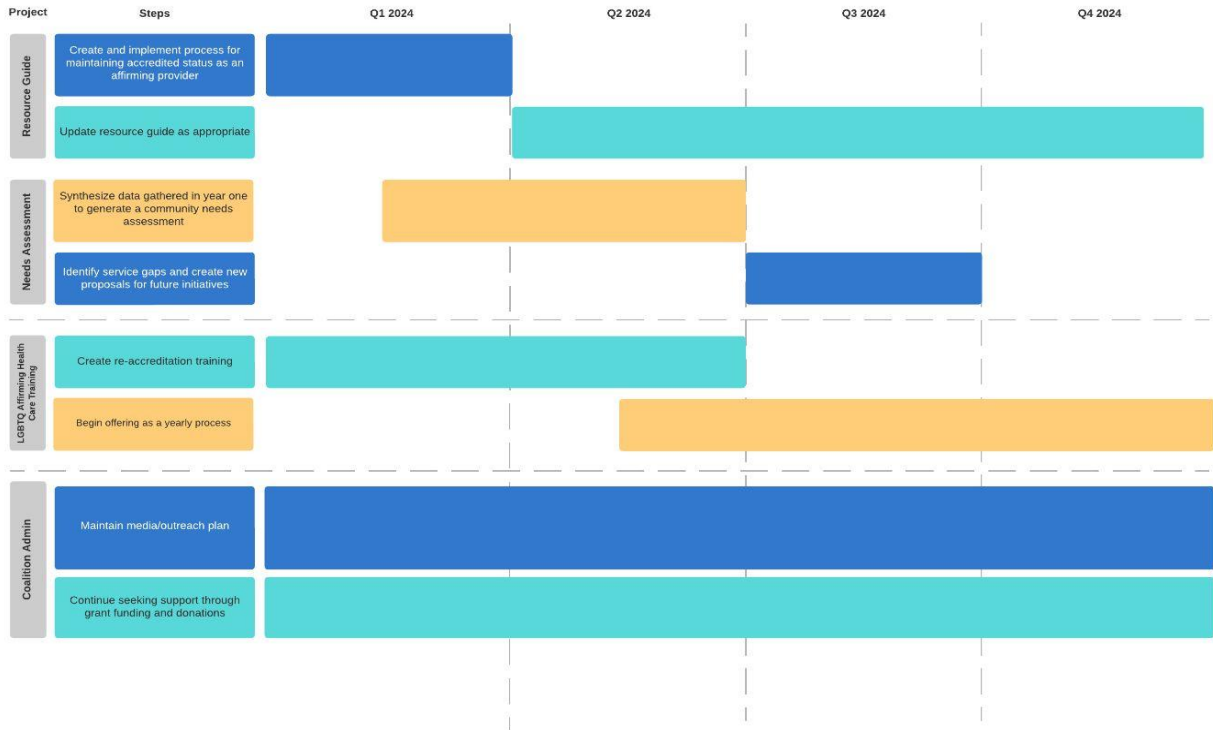 Project Steps Q1 2024 Q2 2024 Q3 2024 Q4 2024
Resource Guide
Create and implement process for
maintaining accredited status as an
affirming provider
Update resource guide as appropriate
Needs Assessment
Synthesize data gathered in year one
to generate a community needs
assessment
Identify service gaps and create new
proposals for future initiatives
LGBTQ Affirming Health
Care Training
Create re-accreditation training
Begin offering as a yearly process
Coalition Admin
Maintain media/outreach plan
Continue seeking support through
grant funding and donations